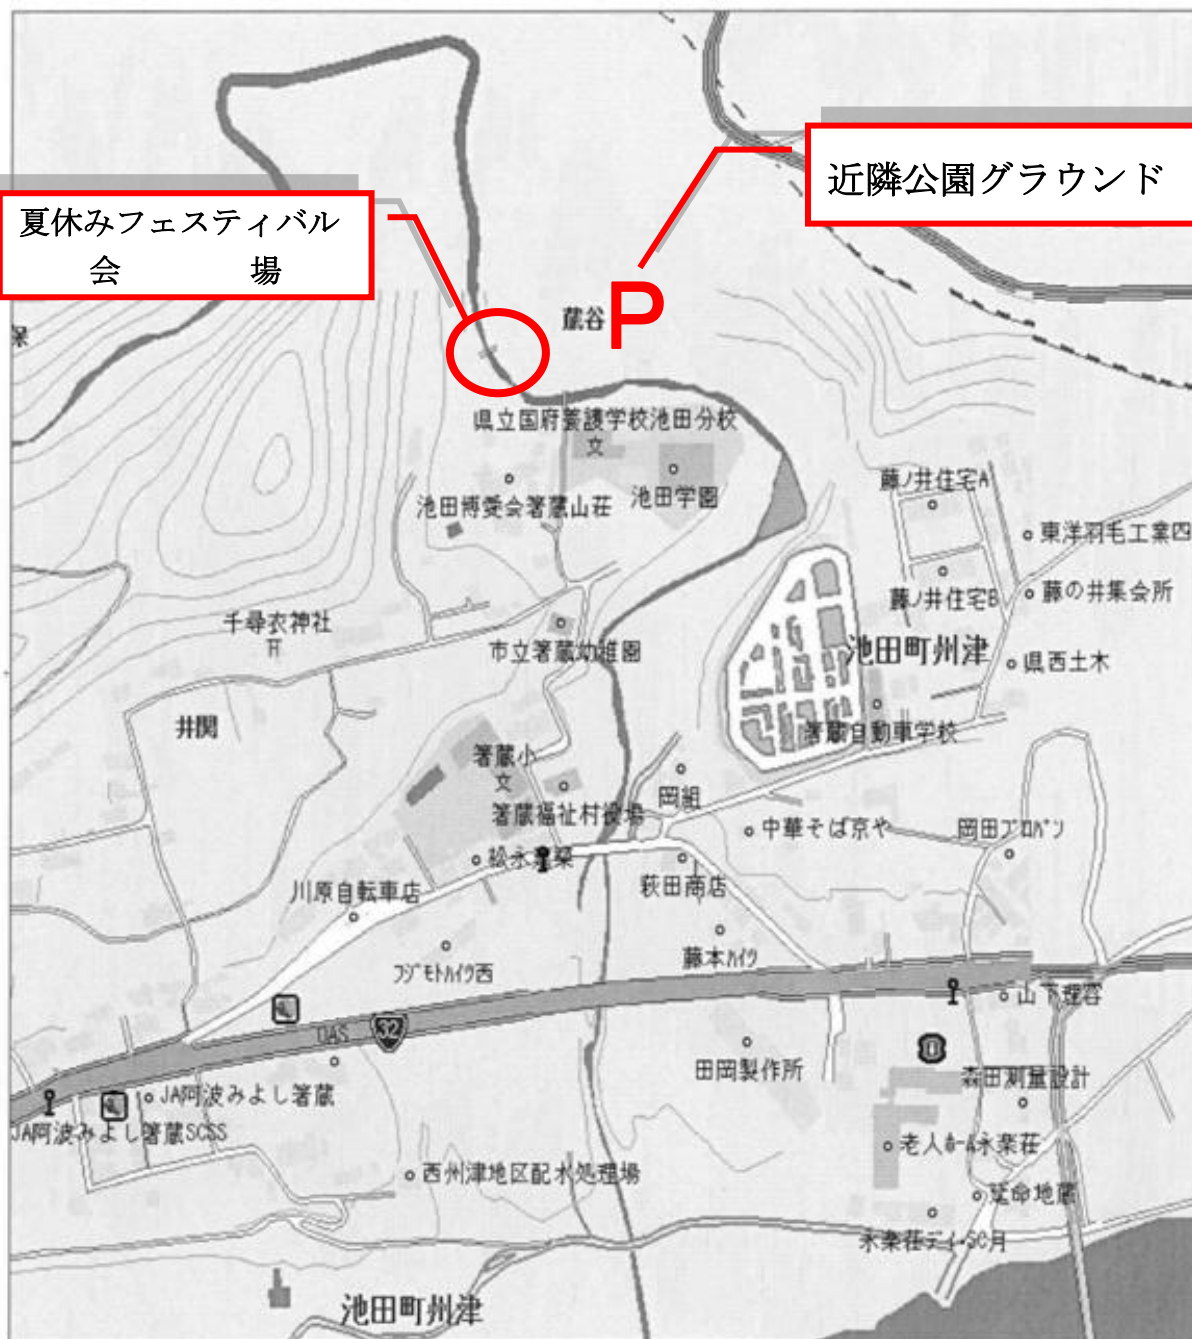 近隣公園グラウンド
夏休みフェスティバル
会 場
蔵谷
P
保
県立国府養護学校池田分校
文
池田学園
池田博愛会箸蔵山荘
藤ノ井住宅A
東洋羽毛工業四
藤ノ井住宅B
藤の井集会所
千尋衣神社
市立箸蔵幼稚園
池田町州津
県西土木
井関
箸蔵自動車学校
箸蔵小
文
箸蔵福祉村役場
岡組
中華そば京や
岡田プロパン
川原自転車店
萩田商店
フジモトハイツ西
藤本ハイツ
山下理容
32
田岡製作所
森田測量設計
JA阿波みよし箸蔵
JA阿波みよし箸蔵SCSS
老人ホーム永楽荘
西州津地区配水処理場
延命地蔵
永楽荘デイ・SC月
池田町州津